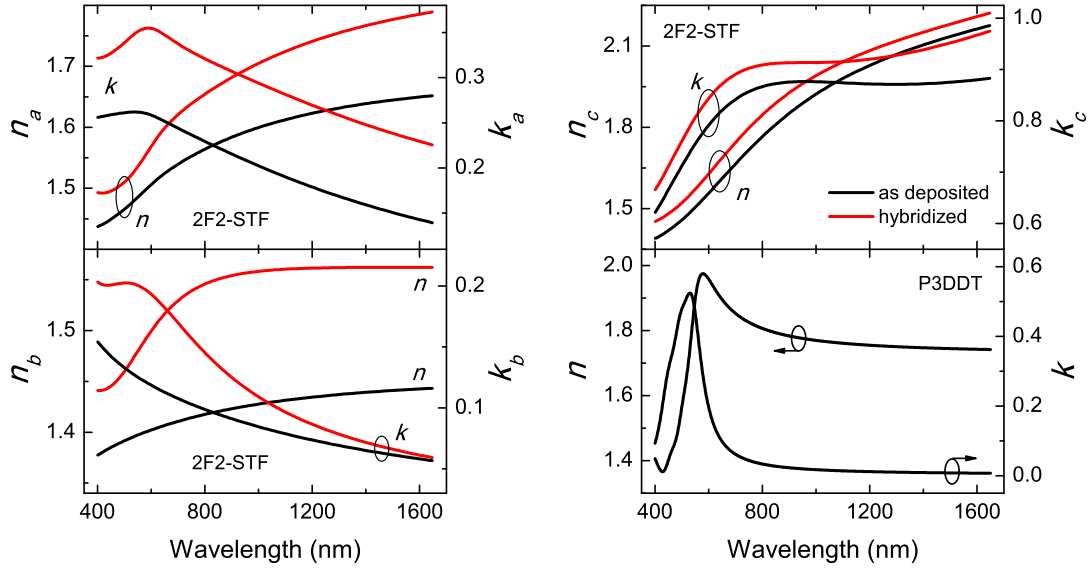 1.7
1.6
1.5
n_a
k
n
2F2-STF
0.3
0.2
k_a
2.1
1.8
1.5
n_c
2F2-STF
k
n
as deposited
hybridized
1.0
0.8
0.6
k_c
1.5
1.4
n_b
n
n
k
2F2-STF
0.2
0.1
k_b
400 800 1200 1600
Wavelength (nm)
2.0
1.8
1.6
1.4
n
P3DDT
0.6
0.4
0.2
0.0
k
400 800 1200 1600
Wavelength (nm)